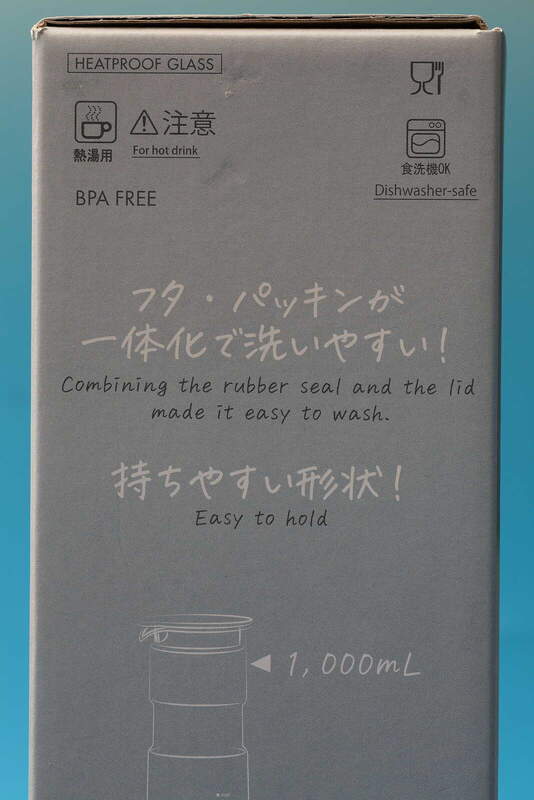 HEATPROOF GLASS
熱湯用
注意
For hot drink
食洗機OK
Dishwasher-safe
BPA FREE
フタ・パッキンが
一体化で洗いやすい!
Combining the rubber seal and the lid
made it easy to wash.
持ちやすい形状!
Easy to hold
◀ 1,000mL